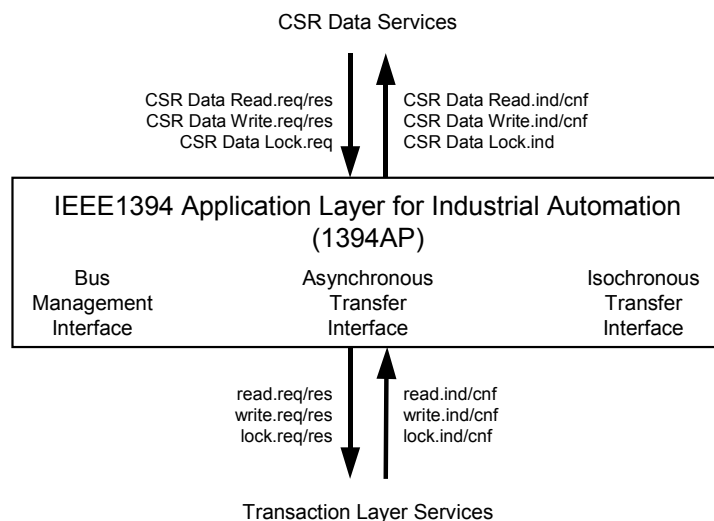 CSR Data Services
CSR Data Read.req/res
CSR Data Write.req/res
CSR Data Lock.req
CSR Data Read.ind/cnf
CSR Data Write.ind/cnf
CSR Data Lock.ind
IEEE1394 Application Layer for Industrial Automation
(1394AP)
Bus
Management
Interface
Asynchronous
Transfer
Interface
Isochronous
Transfer
Interface
read.req/res
write.req/res
lock.req/res
read.ind/cnf
write.ind/cnf
lock.ind/cnf
Transaction Layer Services